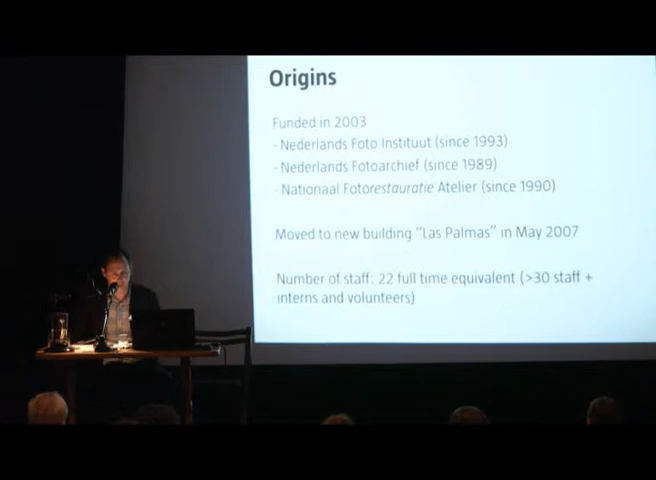 Origins
Funded in 2003
- Nederlands Foto Instituut (since 1993)
- Nederlands Fotoarchief (since 1989)
- Nationaal Fotorestauratie Atelier (since 1990)
Moved to new building "Las Palmas" in May 2007
Number of staff: 22 full time equivalent (>30 staff +
interns and volunteers)